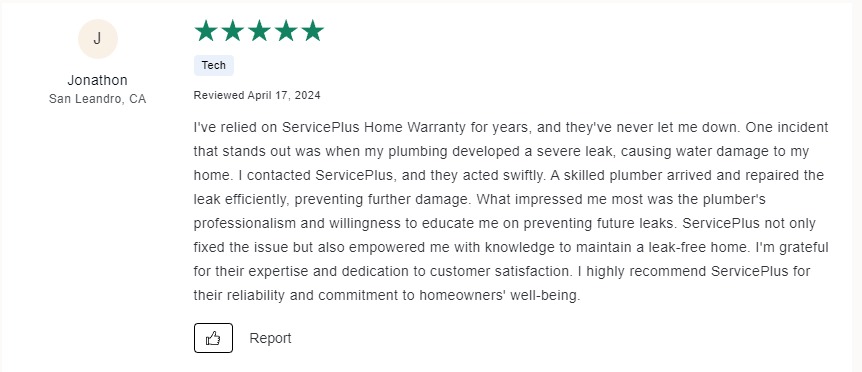 J
Jonathon
San Leandro, CA
Tech
Reviewed April 17, 2024
I've relied on ServicePlus Home Warranty for years, and they've never let me down. One incident
that stands out was when my plumbing developed a severe leak, causing water damage to my
home. I contacted ServicePlus, and they acted swiftly. A skilled plumber arrived and repaired the
leak efficiently, preventing further damage. What impressed me most was the plumber's
professionalism and willingness to educate me on preventing future leaks. ServicePlus not only
fixed the issue but also empowered me with knowledge to maintain a leak-free home. I'm grateful
for their expertise and dedication to customer satisfaction. I highly recommend ServicePlus for
their reliability and commitment to homeowners' well-being.
Report